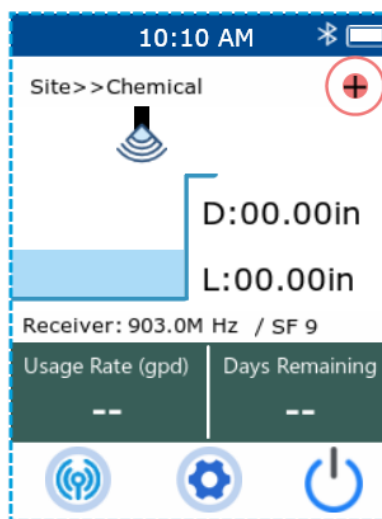 10:10 AM
Site>>Chemical
D:00.00in
L:00.00in
Receiver: 903.0M Hz / SF 9
Usage Rate (gpd) Days Remaining
-- --